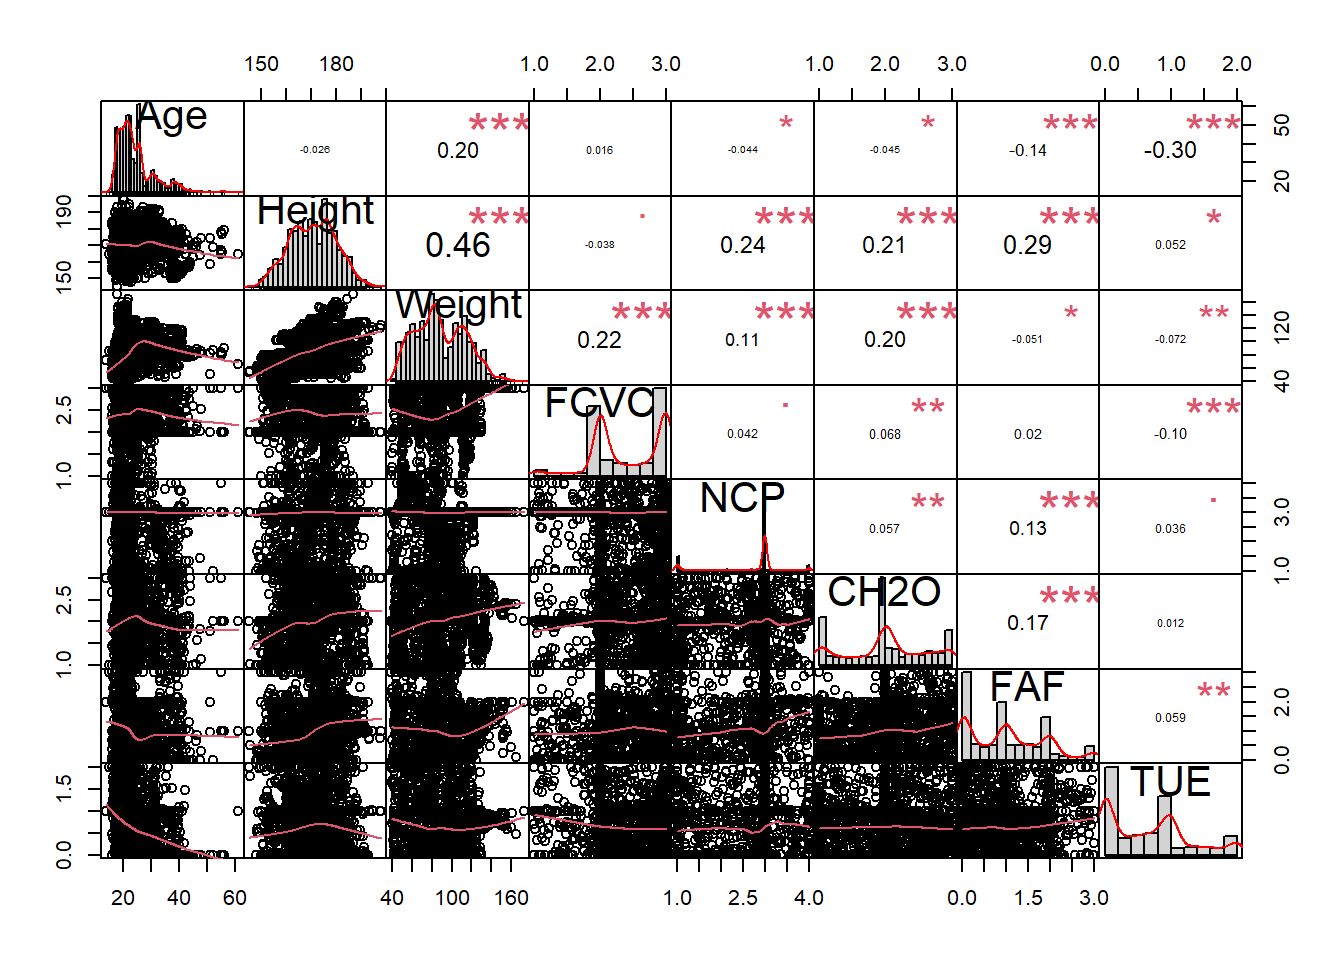 150 180 1.0 2.0 3.0 1.0 2.0 3.0 0.0 1.0 2.0
Age -0.026 *** 0.20 0.016 * -0.044 * -0.045 *** -0.14 *** -0.30 20 50
150 190 Height *** 0.46 . -0.038 *** 0.24 *** 0.21 *** 0.29 * 0.052
Weight *** 0.22 *** 0.11 *** 0.20 * -0.051 ** -0.072 40 120
1.0 2.5 FCVC . 0.042 ** 0.068 0.02 *** -0.10
NCP ** 0.057 *** 0.13 . 0.036 1.0 3.0
1.0 2.5 CH2O *** 0.17 0.012
FAF ** 0.059 0.0 2.0
0.0 1.5 TUE
20 40 60 40 100 160 1.0 2.5 4.0 0.0 1.5 3.0